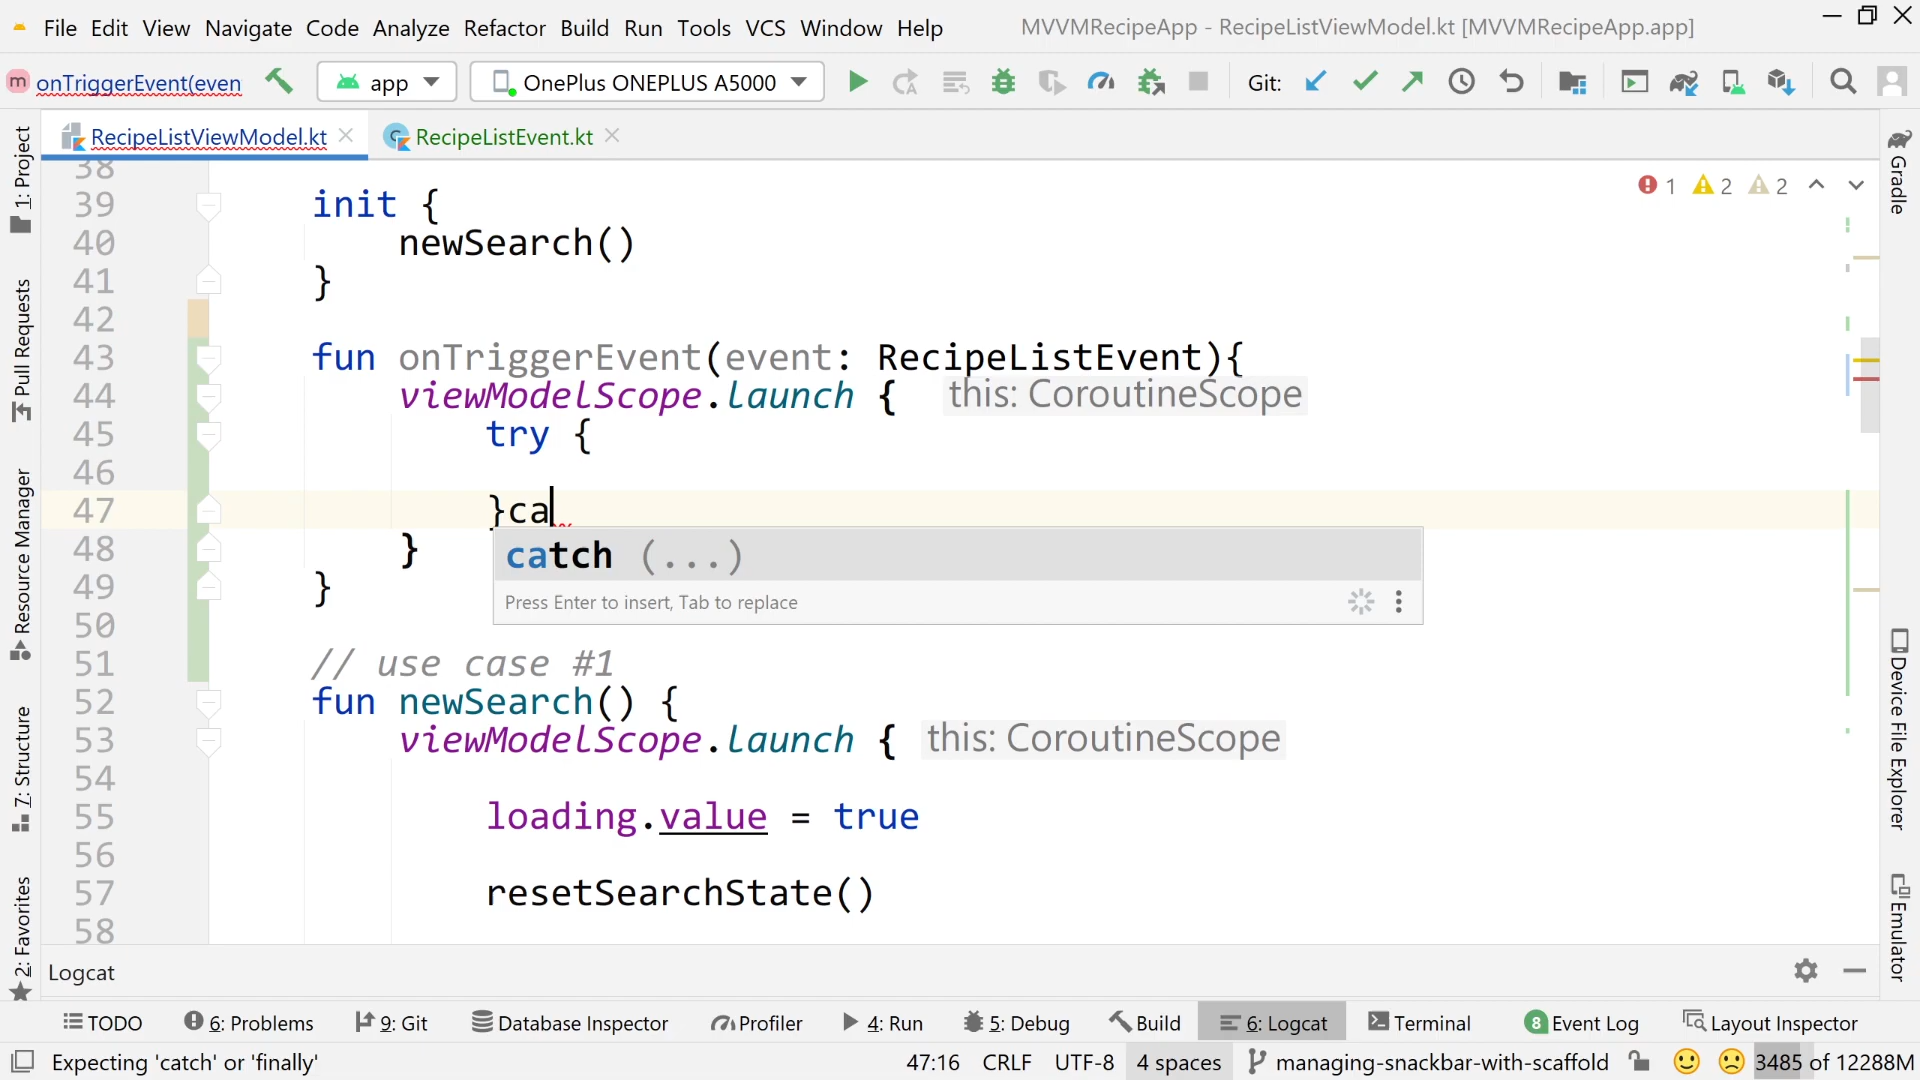 File Edit View Navigate Code Analyze Refactor Build Run Tools VCS Window Help MVVMRecipeApp - RecipeListViewModel.kt [MVVMRecipeApp.app]
m onTriggerEvent(even app OnePlus ONEPLUS A5000 Git:
RecipeListViewModel.kt RecipeListEvent.kt
1: Project
Pull Requests
Resource Manager
7: Structure
2: Favorites
38
39 init {
40 newSearch()
41 }
42
43 fun onTriggerEvent(event: RecipeListEvent){
44 viewModelScope.launch { this: CoroutineScope
45 try {
46
47 }ca
48 }
49 }
50
51 // use case #1
52 fun newSearch() {
53 viewModelScope.launch { this: CoroutineScope
54
55 loading.value = true
56
57 resetSearchState()
58
1 2 2
catch (...)
Press Enter to insert, Tab to replace
Gradle
Device File Explorer
Emulator
Logcat
TODO 6: Problems 9: Git Database Inspector Profiler 4: Run 5: Debug Build 6: Logcat Terminal 8 Event Log Layout Inspector
Expecting 'catch' or 'finally' 47:16 CRLF UTF-8 4 spaces managing-snackbar-with-scaffold 3485 of 12288M